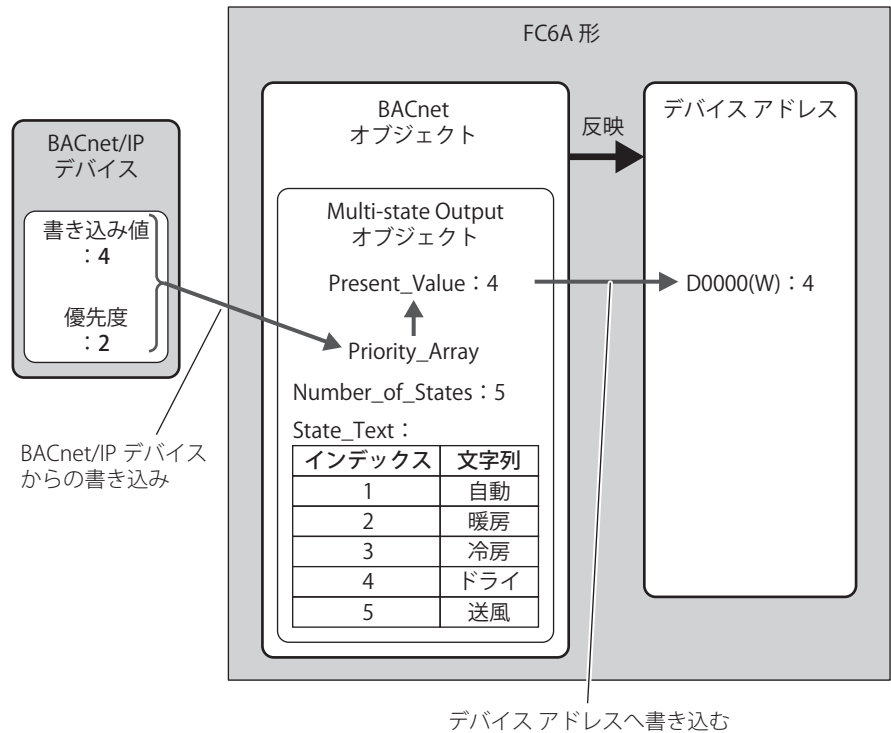 FC6A 形
BACnet/IP
デバイス
書き込み値
：4
優先度
：2
BACnet/IP デバイス
からの書き込み
BACnet
オブジェクト
Multi-state Output
オブジェクト
Present_Value：4
Priority_Array
Number_of_States：5
State_Text：
インデックス 文字列
1 自動
2 暖房
3 冷房
4 ドライ
5 送風
反映
デバイス アドレス
D0000(W)：4
デバイス アドレスへ書き込む